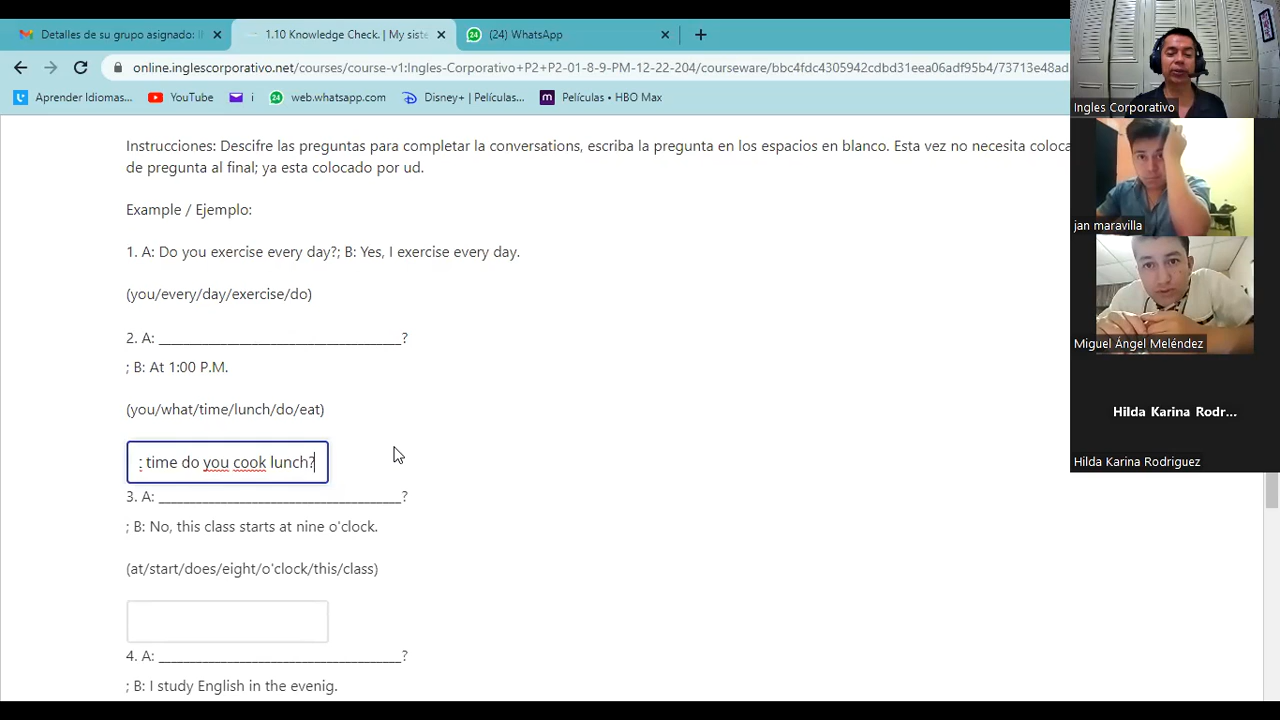 Detalles de su grupo asignado: I
1.10 Knowledge Check. | My se
(24) WhatApp
online.inglescorporativo.net/courses/course-v1:Ingles-Cor
P2+P2-01-8-9-PM-12-22-204/courseware/bbc4fdc4305942cdbd31aea06adf95b4/73713e48ad
Aprender Idiomas...
YouTube
i
web.whatsapp.com
Disney+ | Películas...
Películas • HBO Max
Instrucciones: Descifre las preguntas para completar la conversations, escriba la pregunta en los espacios en blanco. Esta vez no necesita coloca
de pregunta al final; ya esta colocado por ud.
Example / Ejemplo:
1. A: Do you exercise every day?; B: Yes, I exercise every day.
(you/every/day/exercise/do)
2. A: ___________________________________?
; B: At 1:00 P.M.
(you/what/time/lunch/do/eat)
: time do you cook lunch?
3. A: ___________________________________?
; B: No, this class starts at nine o'clock.
(at/start/does/eight/o'clock/this/class)
4. A: ___________________________________?
; B: I study English in the evenig.
Ingles Corporativo
jan maravilla
Miguel Ángel Meléndez
Hilda Karina Rodr...
Hilda Karina Rodriguez